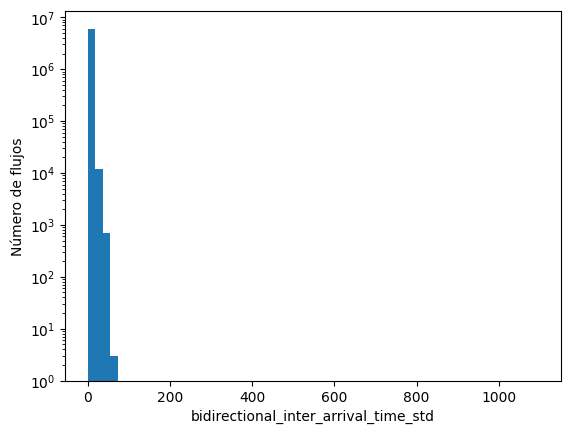 10⁷
10⁶
10⁵
10⁴
10³
10²
10¹
10⁰
Número de flujos
0 200 400 600 800 1000
bidirectional_inter_arrival_time_std